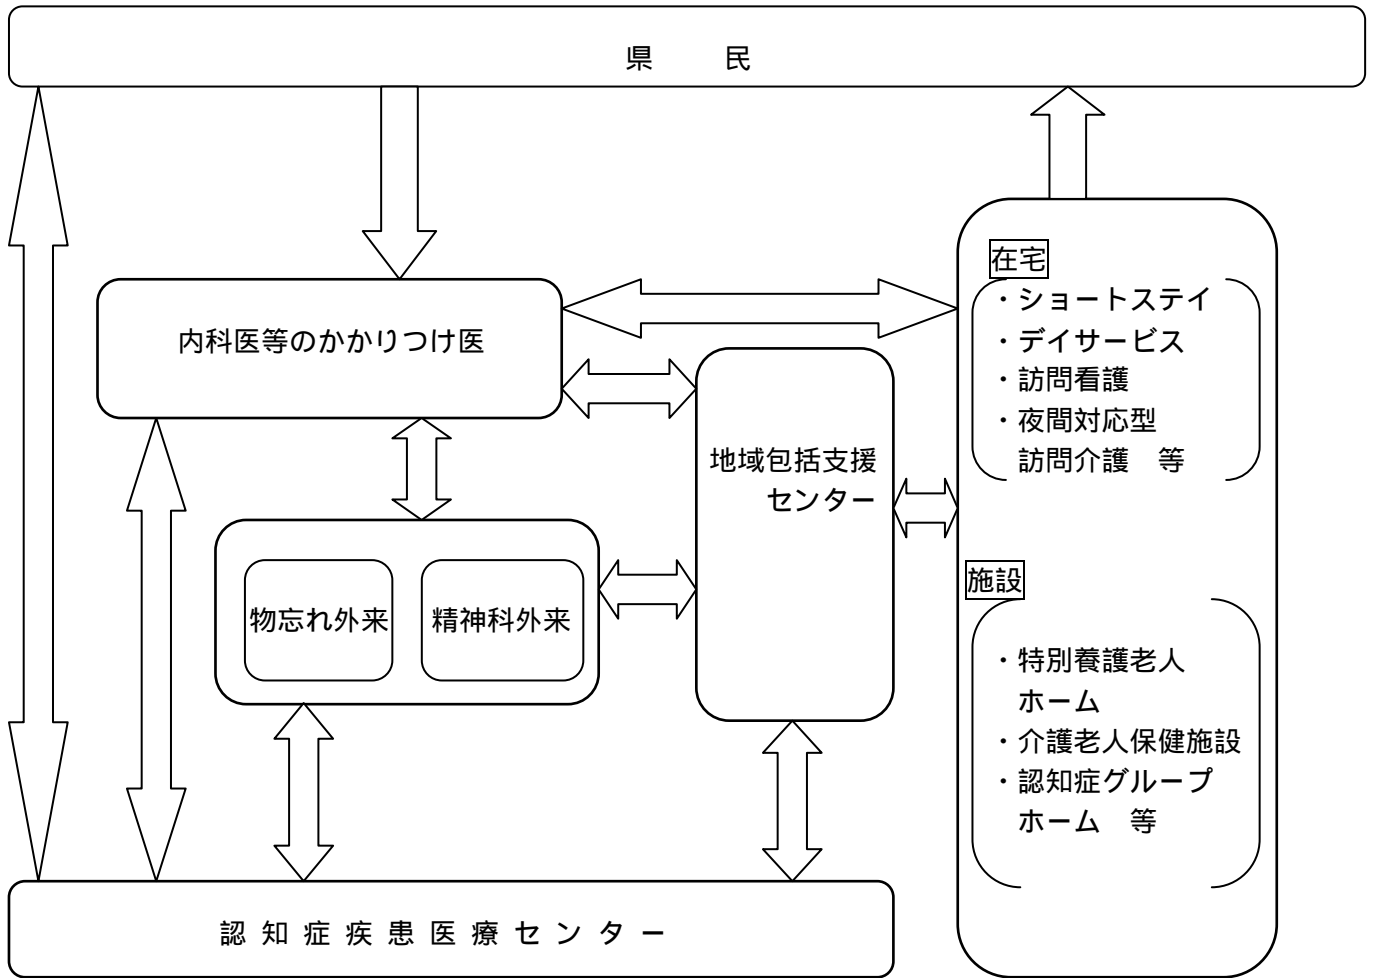 県　　民
内科医等のかかりつけ医
物忘れ外来
精神科外来
地域包括支援
センター
在宅
・ショートステイ
・デイサービス
・訪問看護
・夜間対応型
訪問介護　等
施設
・特別養護老人
ホーム
・介護老人保健施設
・認知症グループ
ホーム　等
認知症疾患医療センター